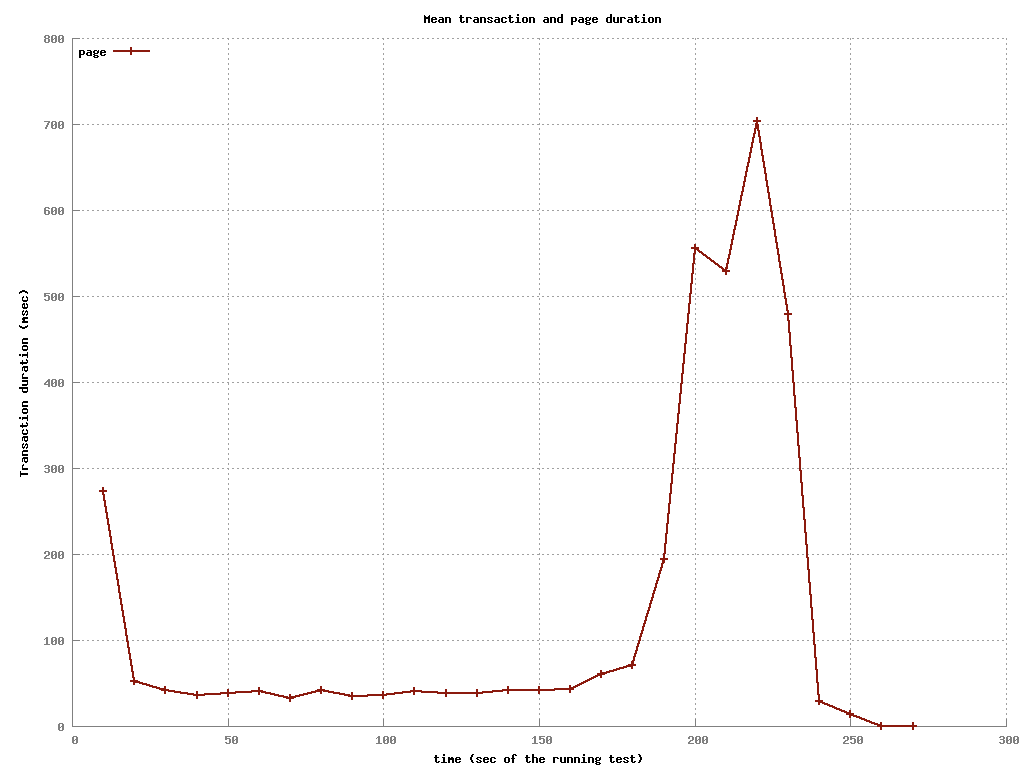 Mean transaction and page duration
800
page
700
600
500
400
300
200
100
0
Transaction duration (msec)
0 50 100 150 200 250 300
time (sec of the running test)